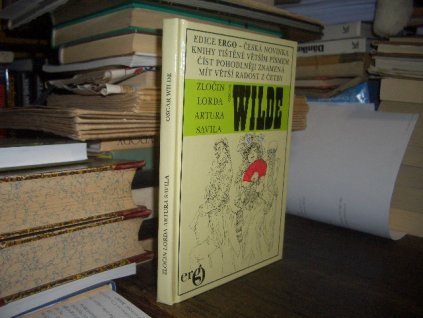 EDICE ERGO - ČESKÁ NOVINKA
KNIHY TIŠTĚNÉ VĚTŠÍM PÍSMEM
ČÍST POHODLNĚJI ZNAMENÁ
MÍT VĚTŠÍ RADOST Z ČETBY
ZLOČIN
LORDA
ARTURA
SAVILA
WILDE
ergo
OSCAR WILDE
ZLOČIN LORDA ARTURA SAVILA